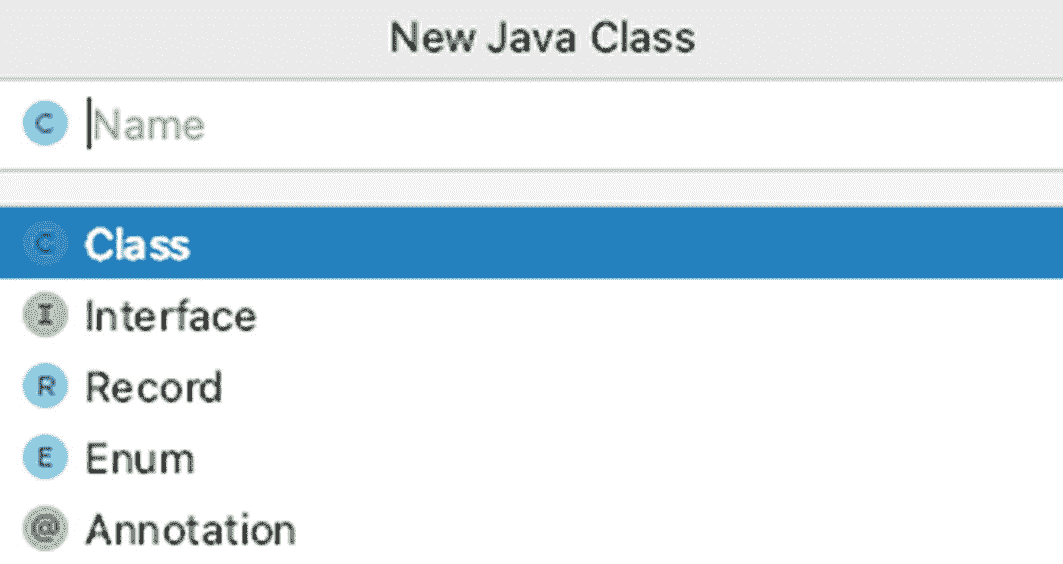 New Java Class
C Name
C Class
I Interface
R Record
E Enum
@ Annotation